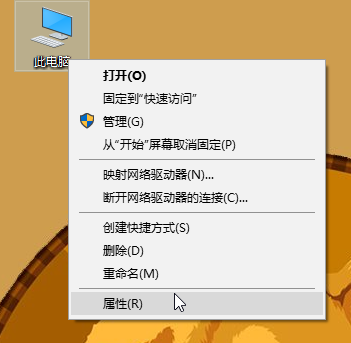 此电脑
打开(O)
固定到"快速访问"
管理(G)
从"开始"屏幕取消固定(P)
映射网络驱动器(N)...
断开网络驱动器的连接(C)...
创建快捷方式(S)
删除(D)
重命名(M)
属性(R)